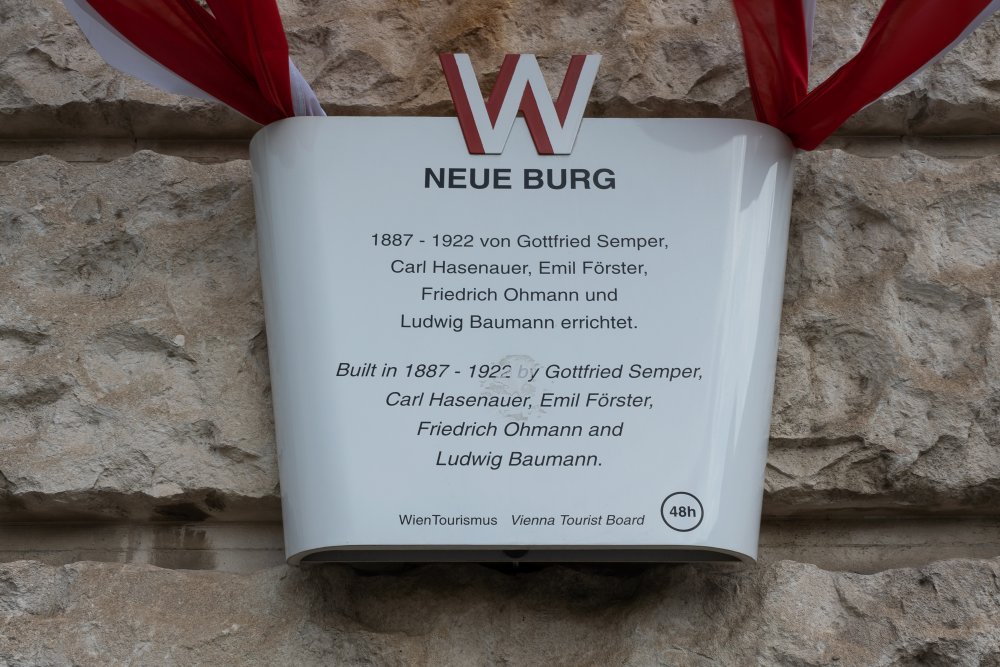 W
NEUE BURG
1887 - 1922 von Gottfried Semper,
Carl Hasenauer, Emil Förster,
Friedrich Ohmann und
Ludwig Baumann errichtet.
Built in 1887 - 1922 by Gottfried Semper,
Carl Hasenauer, Emil Förster,
Friedrich Ohmann and
Ludwig Baumann.
WienTourismus Vienna Tourist Board 48h